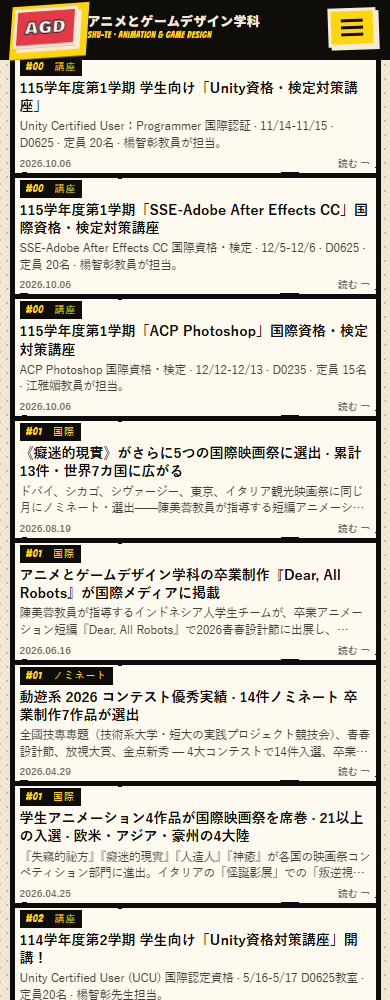 AGD
アニメとゲームデザイン学科
SHU-TE · ANIMATION & GAME DESIGN
#00 講座
115学年度第1学期 学生向け「Unity資格・検定対策講
座」
Unity Certified User：Programmer 国際認証 · 11/14-11/15 ·
D0625 · 定員 20名 · 楊智彰教員が担当。
2026.10.06
読む →
#00 講座
115学年度第1学期「SSE-Adobe After Effects CC」国
際資格・検定対策講座
SSE-Adobe After Effects CC 国際資格・検定 · 12/5-12/6 · D0625 ·
定員 20名 · 楊智彰教員が担当。
2026.10.06
読む →
#00 講座
115学年度第1学期「ACP Photoshop」国際資格・検定
対策講座
ACP Photoshop 国際資格・検定 · 12/12-12/13 · D0235 · 定員 15名
· 江雅媚教員が担当。
2026.10.06
読む →
#01 国際
《癡迷的現實》がさらに5つの国際映画祭に選出 · 累計
13件・世界7カ国に広がる
ドバイ、シカゴ、シヴァージー、東京、イタリア観光映画祭に同じ
月にノミネート・選出——陳美蓉教員が指導する短編アニメーシ…
2026.08.19
読む →
#01 国際
アニメとゲームデザイン学科の卒業制作『Dear, All
Robots』が国際メディアに掲載
陳美蓉教員が指導するインドネシア人学生チームが、卒業アニメー
ション短編『Dear, All Robots』で2026青春設計節に出展し、…
2026.06.16
読む →
#01 ノミネート
動遊系 2026 コンテスト優秀実績 · 14件ノミネート 卒
業制作7作品が選出
全國技專專題（技術系大学・短大の実践プロジェクト競技会）、青春
設計節、放視大賞、金点新秀 — 4大コンテストで14件入選、卒業…
2026.04.29
読む →
#01 国際
学生アニメーション4作品が国際映画祭を席巻 · 21以上
の入選 · 欧米・アジア・豪州の4大陸
『失竊的祕方』『癡迷的現實』『人造人』『神癒』が各国の映画祭コン
ペティション部門に進出。イタリアの「怪誕影展」での「叛逆視…
2026.04.25
読む →
#02 講座
114学年度第2学期 学生向け「Unity資格対策講座」開
講！
Unity Certified User (UCU) 国際認定資格 · 5/16-5/17 D0625教室 ·
定員20名 · 楊智彰先生担当。